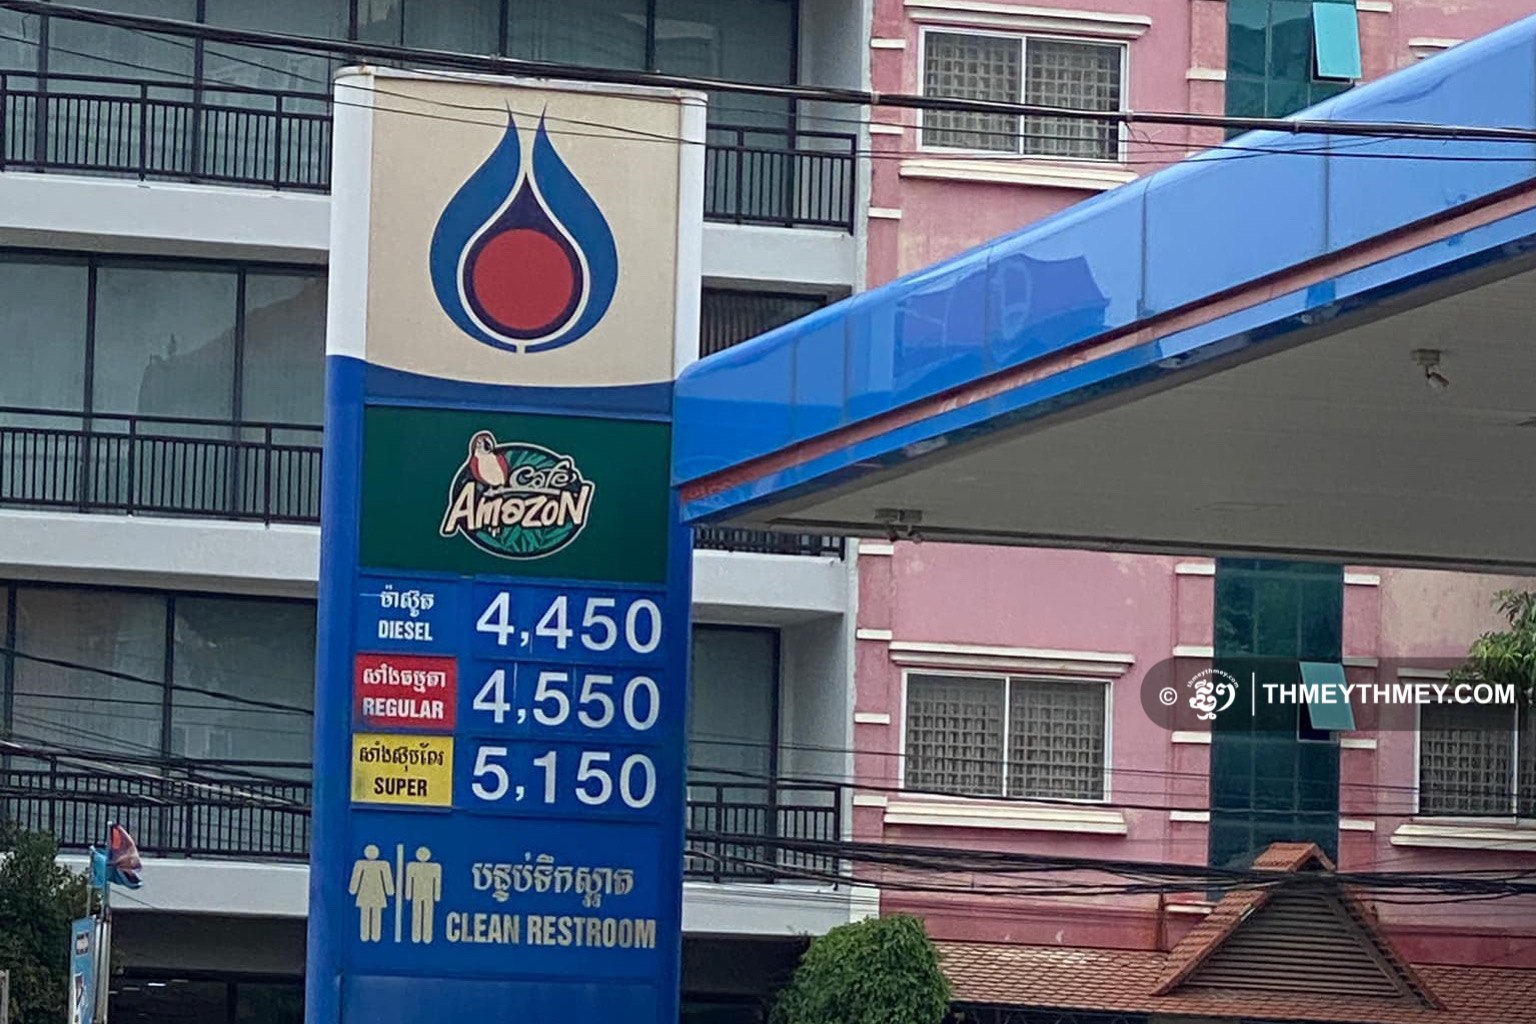 Café
Amazon
ម៉ាស៊ូត
DIESEL
4,450
សាំងធម្មតា
REGULAR
4,550
សាំងស៊ុបពែរ
SUPER
5,150
បន្ទប់ទឹកស្អាត
CLEAN RESTROOM
© THMEYTHMEY.COM